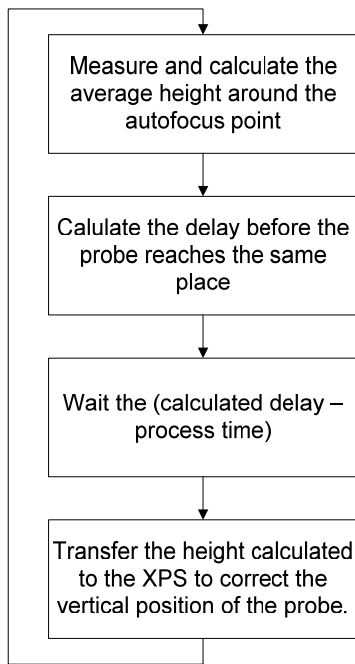 Measure and calculate the
average height around the
autofocus point
Calulate the delay before the
probe reaches the same
place
Wait the (calculated delay –
process time)
Transfer the height calculated
to the XPS to correct the
vertical position of the probe.